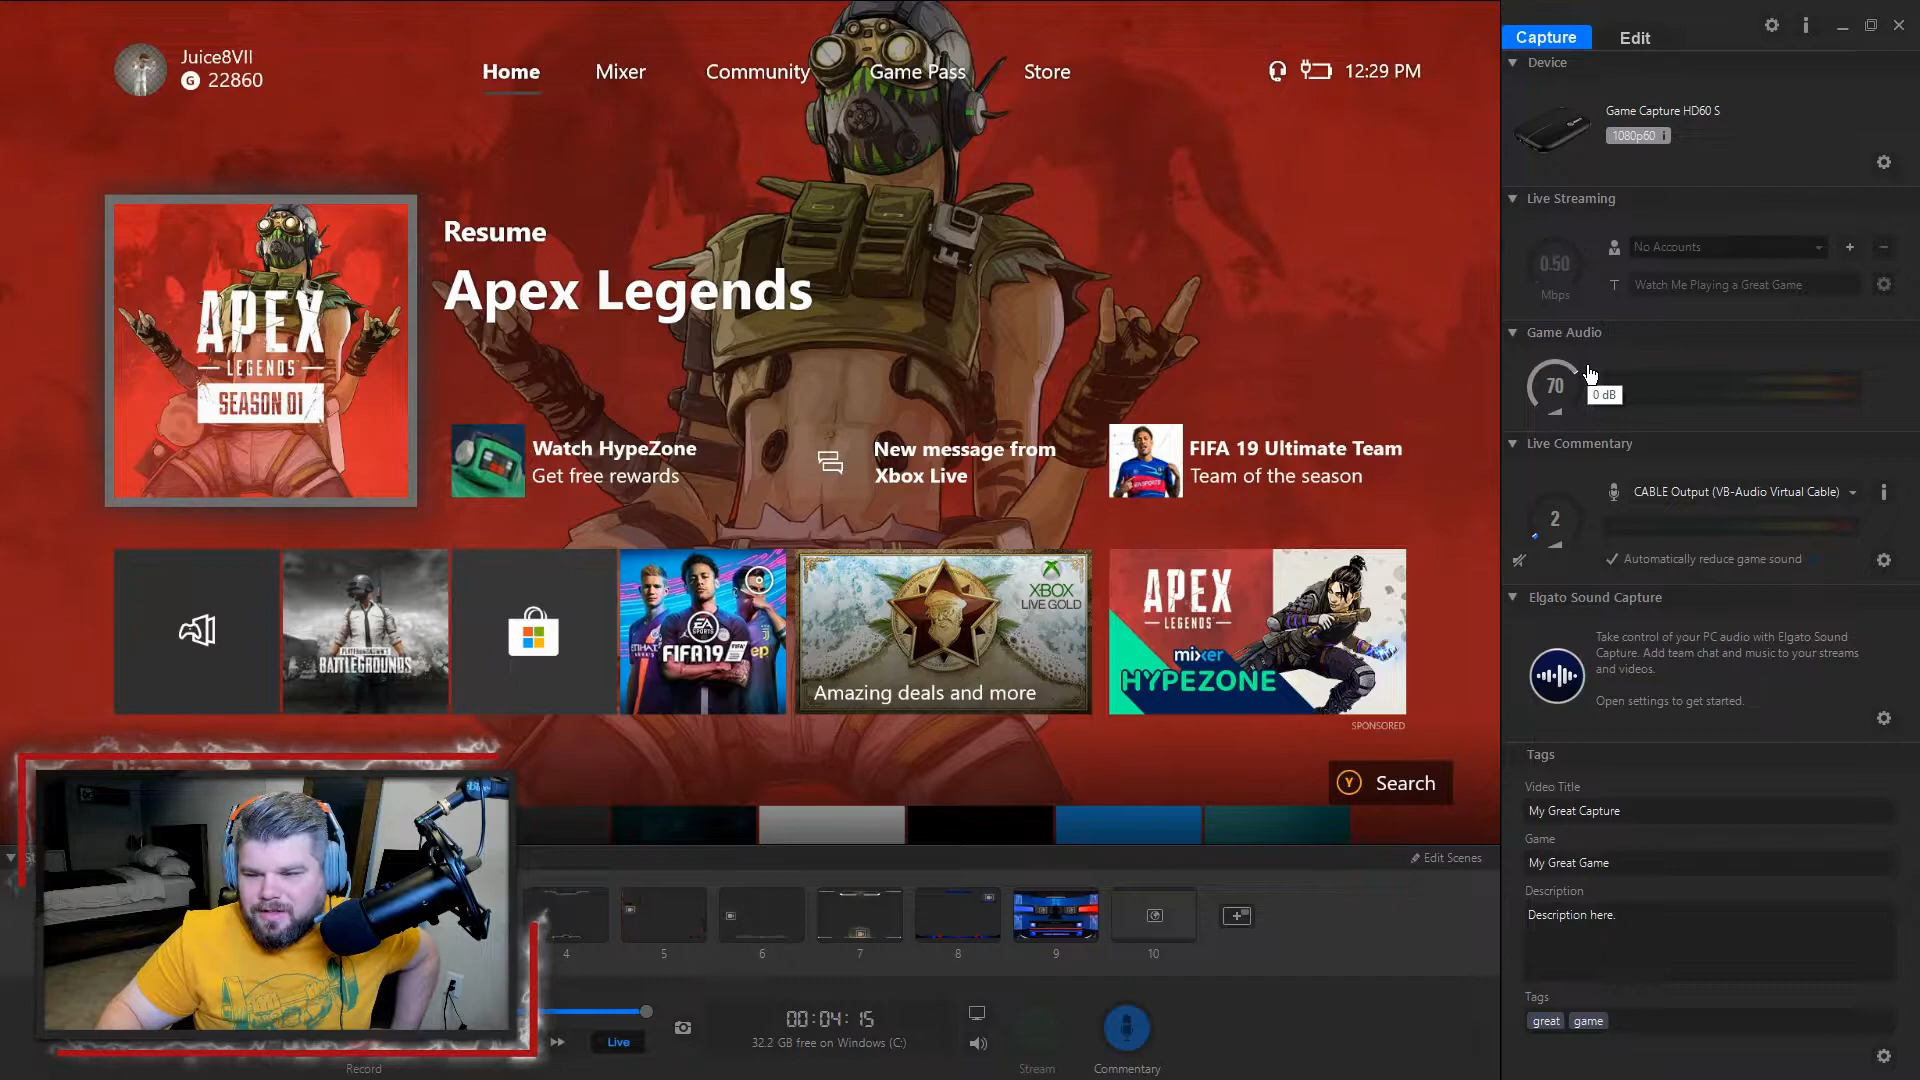 Juice8VII
G 22860
Home
Mixer
Community
Game Pass
Store
12:29 PM
APEX
LEGENDS
SEASON 01
Resume
Apex Legends
Watch HypeZone
Get free rewards
New message from
Xbox Live
FIFA 19 Ultimate Team
Team of the season
PLAYERUNKNOWN'S
BATTLEGROUNDS
EA SPORTS
FIFA19
XBOX
LIVE GOLD
Amazing deals and more
APEX
LEGENDS
mixer
HYPEZONE
SPONSORED
Y Search
Edit Scenes
4
5
6
7
8
9
10
Live
00:04:15
32.2 GB free on Windows (C:)
Record
Stream
Commentary
Capture
Edit
Device
Game Capture HD60 S
1080p60 i
Live Streaming
0.50
Mbps
No Accounts
T Watch Me Playing a Great Game
Game Audio
70
0 dB
Live Commentary
CABLE Output (VB-Audio Virtual Cable)
2
Automatically reduce game sound
Elgato Sound Capture
Take control of your PC audio with Elgato Sound
Capture. Add team chat and music to your streams
and videos.
Open settings to get started.
Tags
Video Title
My Great Capture
Game
My Great Game
Description
Description here.
Tags
great
game